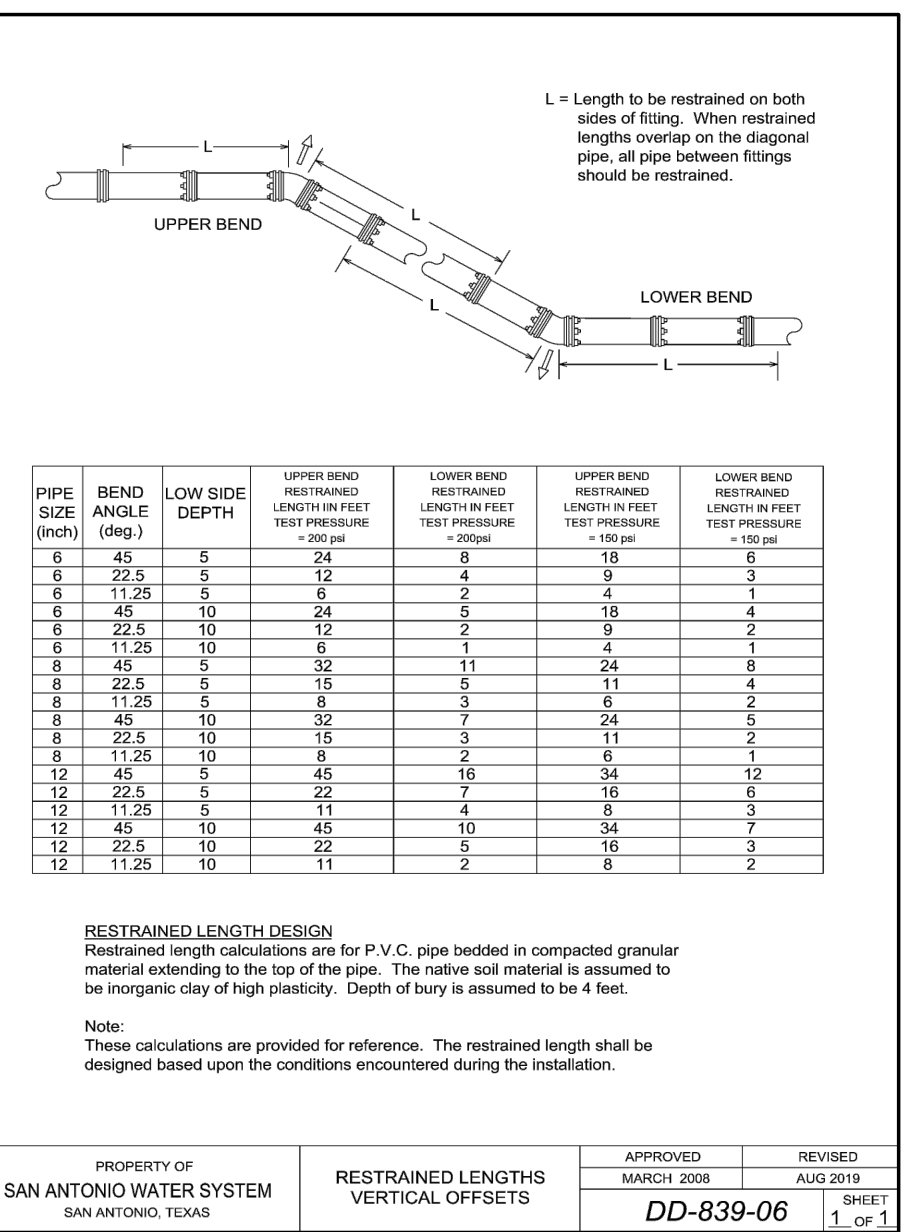 L = Length to be restrained on both
sides of fitting. When restrained
lengths overlap on the diagonal
pipe, all pipe between fittings
should be restrained.
L
UPPER BEND
L
L
LOWER BEND
L
PIPE SIZE (inch) BEND ANGLE (deg.) LOW SIDE DEPTH UPPER BEND RESTRAINED LENGTH IIN FEET TEST PRESSURE = 200 psi LOWER BEND RESTRAINED LENGTH IN FEET TEST PRESSURE = 200psi UPPER BEND RESTRAINED LENGTH IN FEET TEST PRESSURE = 150 psi LOWER BEND RESTRAINED LENGTH IN FEET TEST PRESSURE = 150 psi
6 45 5 24 8 18 6
6 22.5 5 12 4 9 3
6 11.25 5 6 2 4 1
6 45 10 24 5 18 4
6 22.5 10 12 2 9 2
6 11.25 10 6 1 4 1
8 45 5 32 11 24 8
8 22.5 5 15 5 11 4
8 11.25 5 8 3 6 2
8 45 10 32 7 24 5
8 22.5 10 15 3 11 2
8 11.25 10 8 2 6 1
12 45 5 45 16 34 12
12 22.5 5 22 7 16 6
12 11.25 5 11 4 8 3
12 45 10 45 10 34 7
12 22.5 10 22 5 16 3
12 11.25 10 11 2 8 2
RESTRAINED LENGTH DESIGN
Restrained length calculations are for P.V.C. pipe bedded in compacted granular
material extending to the top of the pipe. The native soil material is assumed to
be inorganic clay of high plasticity. Depth of bury is assumed to be 4 feet.
Note:
These calculations are provided for reference. The restrained length shall be
designed based upon the conditions encountered during the installation.
PROPERTY OF
SAN ANTONIO WATER SYSTEM
SAN ANTONIO, TEXAS
RESTRAINED LENGTHS
VERTICAL OFFSETS
APPROVED REVISED
MARCH 2008 AUG 2019
DD-839-06
SHEET
1 OF 1